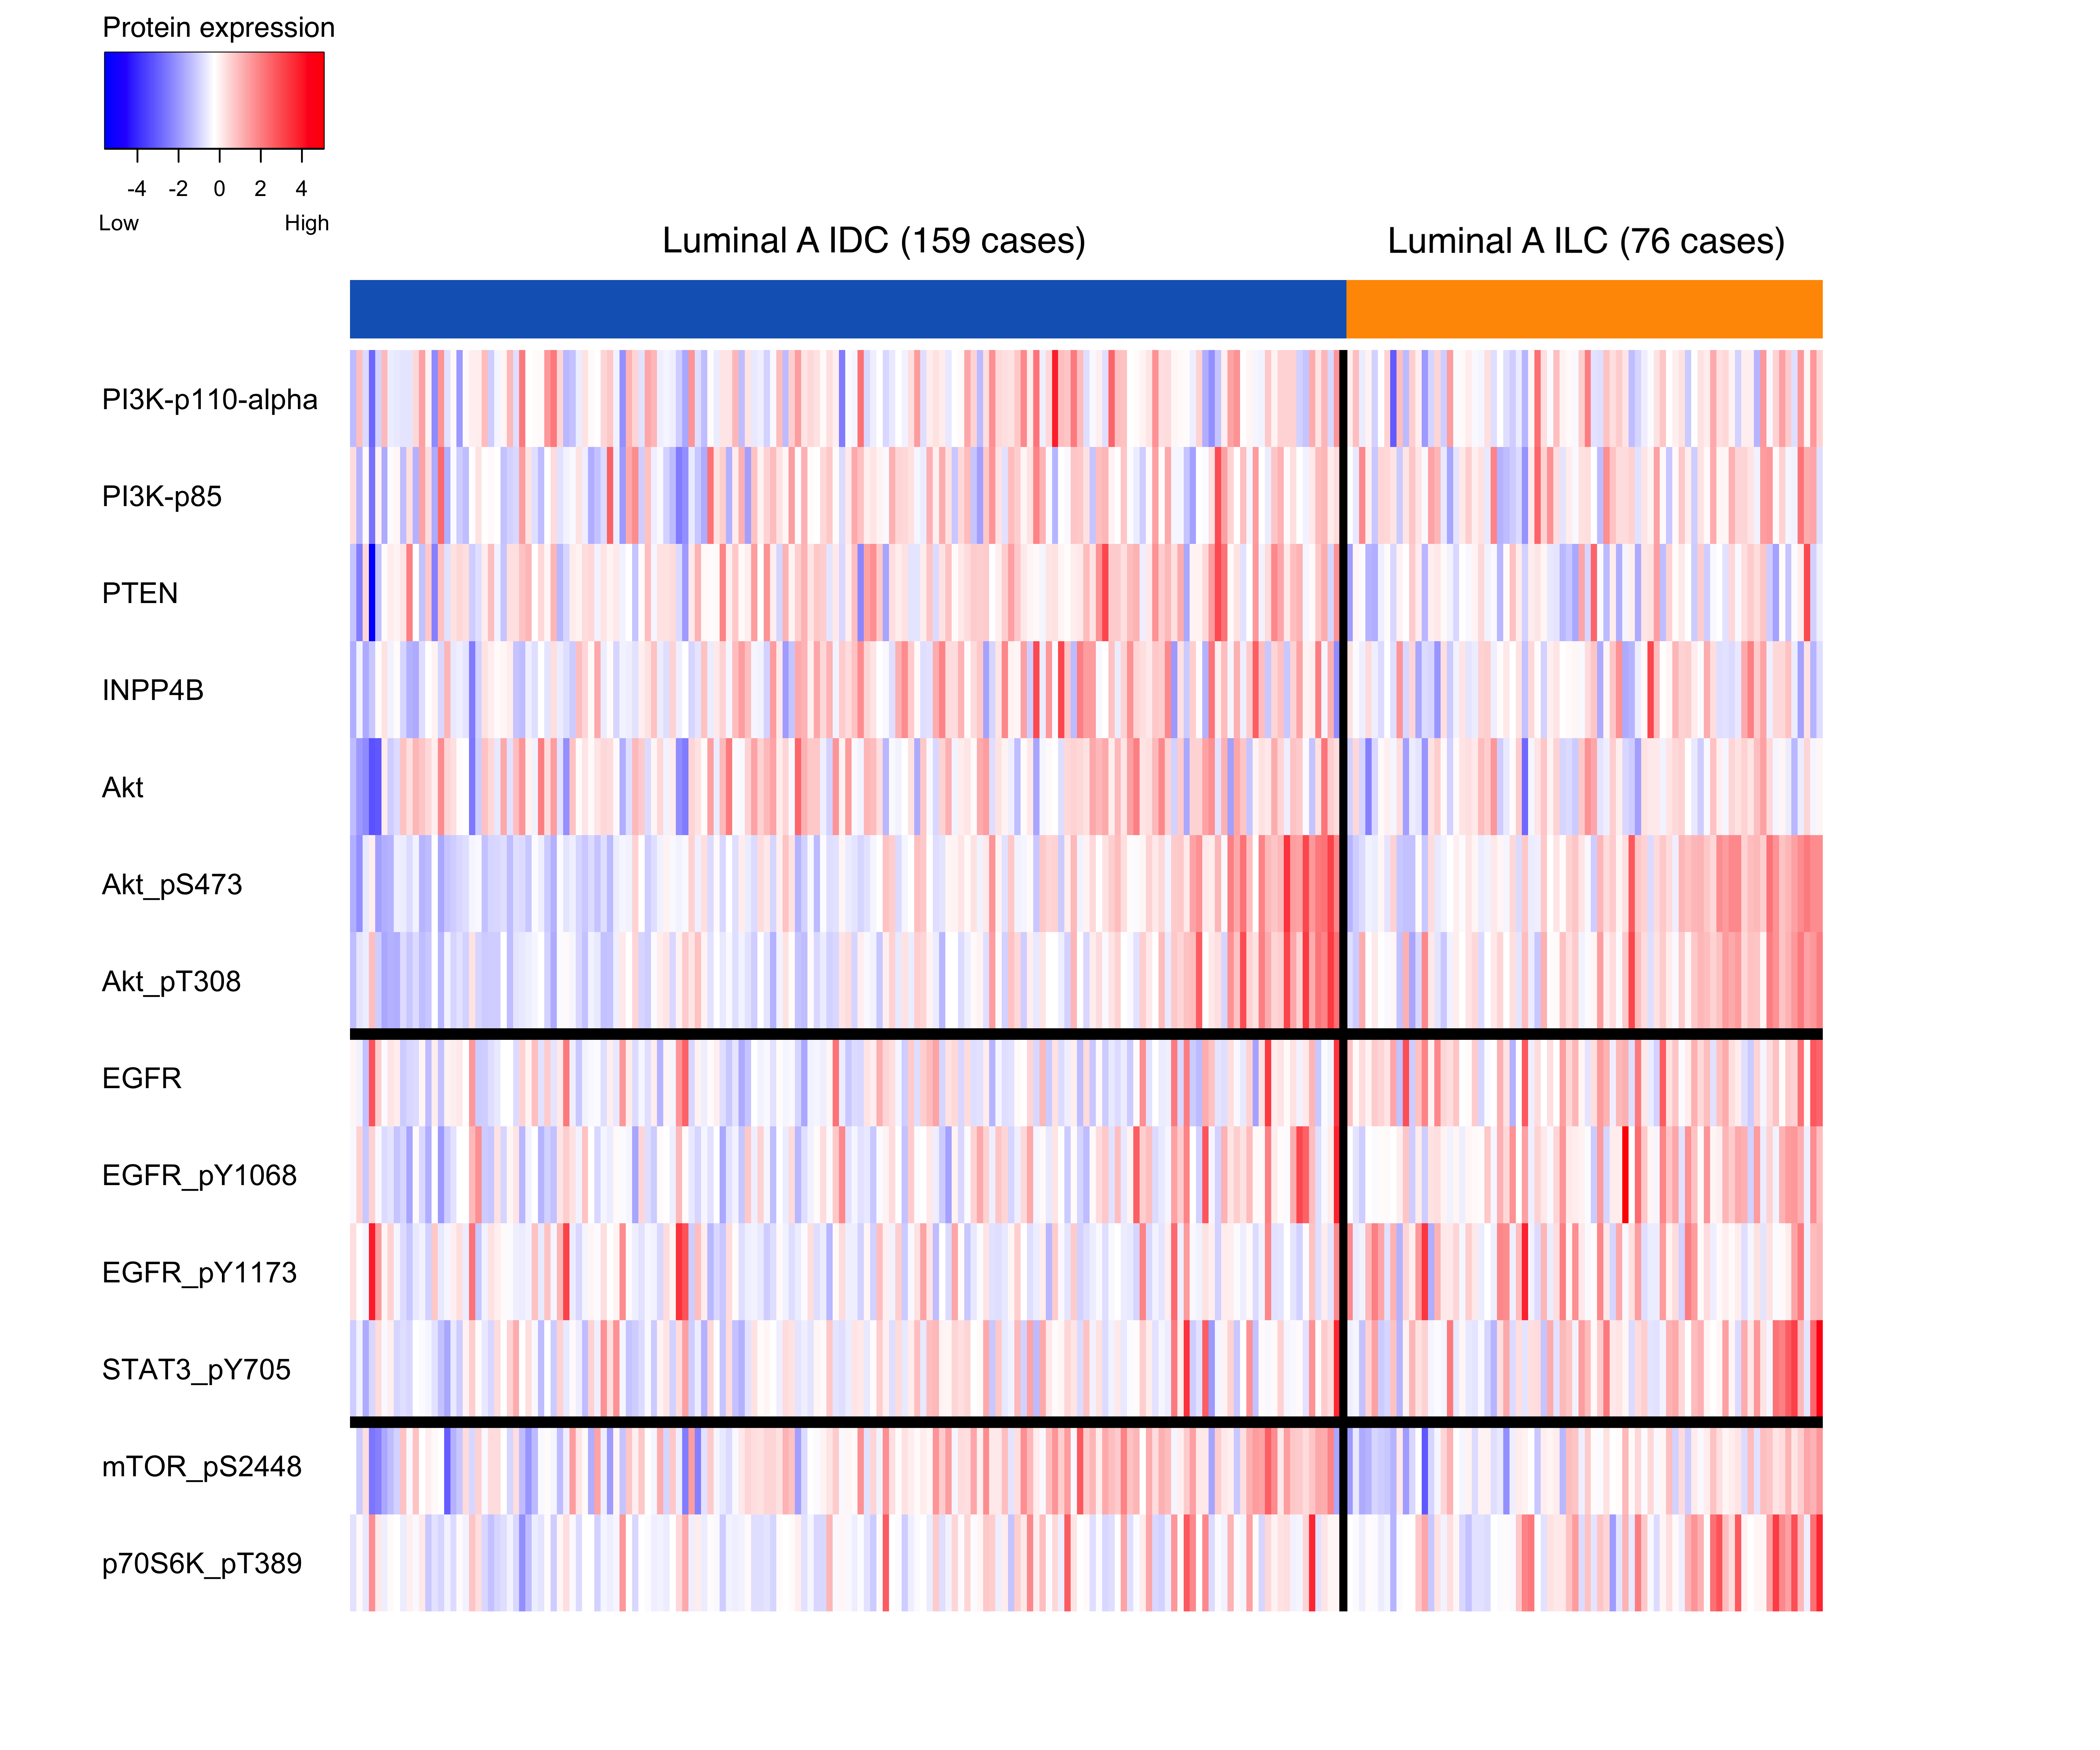 Protein expression
-4 -2 0 2 4
Low High
Luminal A IDC (159 cases) Luminal A ILC (76 cases)
PI3K-p110-alpha
PI3K-p85
PTEN
INPP4B
Akt
Akt_pS473
Akt_pT308
EGFR
EGFR_pY1068
EGFR_pY1173
STAT3_pY705
mTOR_pS2448
p70S6K_pT389